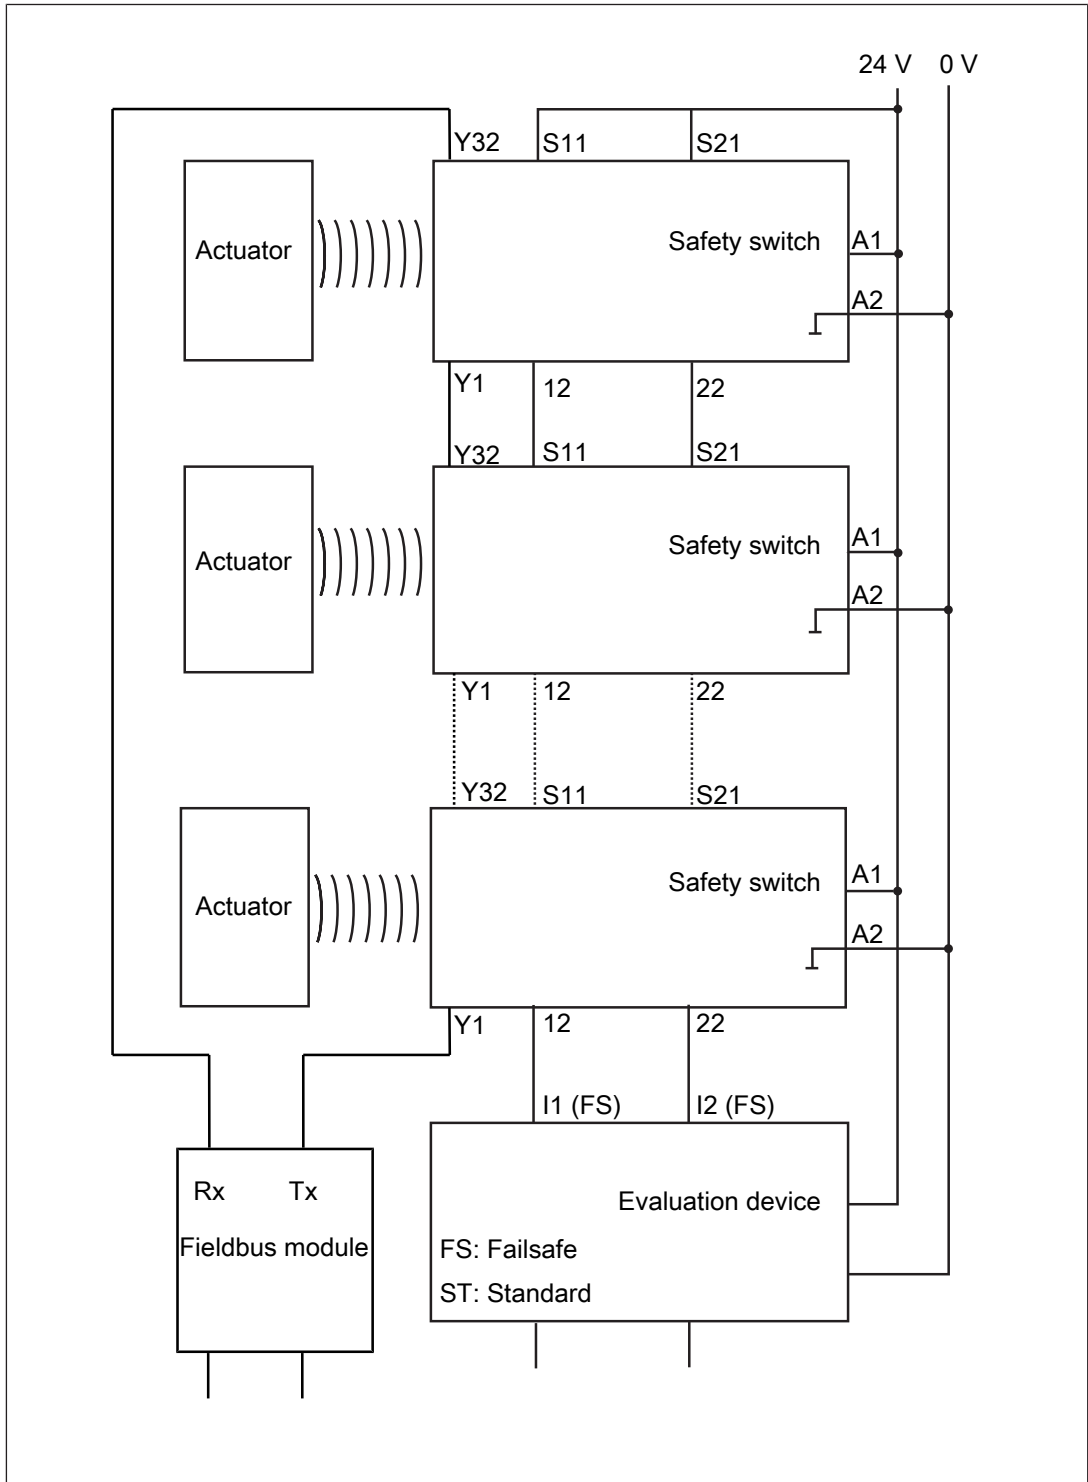 24 V 0 V
Y32 S11 S21
Actuator
Safety switch
A1
A2
Y1 12 22
Y32 S11 S21
Actuator
Safety switch
A1
A2
Y1 12 22
Y32 S11 S21
Actuator
Safety switch
A1
A2
Y1 12 22
I1 (FS) I2 (FS)
Rx Tx
Fieldbus module
Evaluation device
FS: Failsafe
ST: Standard